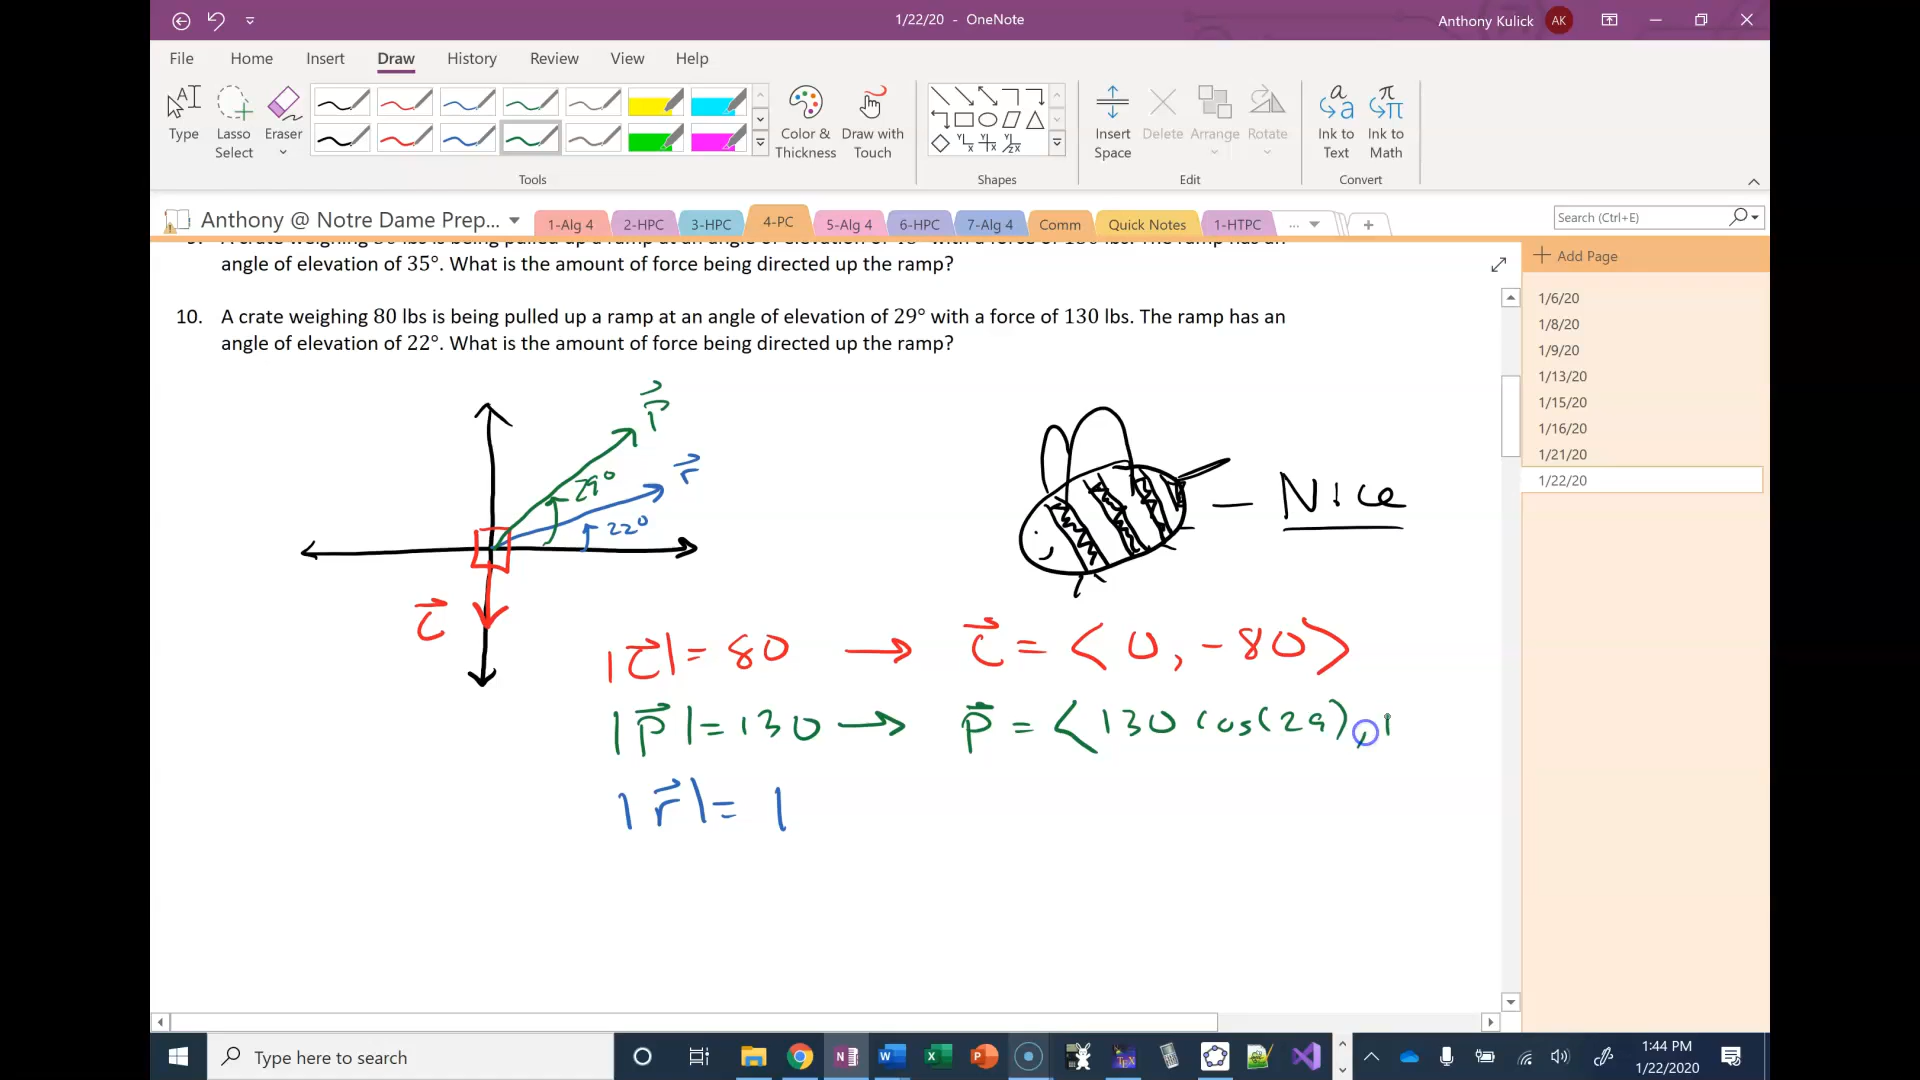 1/22/20 - OneNote
Anthony Kulick AK
File Home Insert Draw History Review View Help
Type
Lasso Select
Eraser
Color & Thickness
Draw with Touch
Insert Space
Delete
Arrange
Rotate
Ink to Text
Ink to Math
Tools
Shapes
Edit
Convert
Anthony @ Notre Dame Prep...
1-Alg 4 2-HPC 3-HPC 4-PC 5-Alg 4 6-HPC 7-Alg 4 Comm Quick Notes 1-HTPC ...
Search (Ctrl+E)
Add Page
1/6/20
1/8/20
1/9/20
1/13/20
1/15/20
1/16/20
1/21/20
1/22/20
angle of elevation of 35°. What is the amount of force being directed up the ramp?
10. A crate weighing 80 lbs is being pulled up a ramp at an angle of elevation of 29° with a force of 130 lbs. The ramp has an
angle of elevation of 22°. What is the amount of force being directed up the ramp?
p⃗
r⃗
29°
22°
c⃗
– Nice
|c⃗| = 80 → c⃗ = ⟨0, -80⟩
|p⃗| = 130 → p⃗ = ⟨130 cos(29), 1
|r⃗| = 1
Type here to search
1:44 PM
1/22/2020